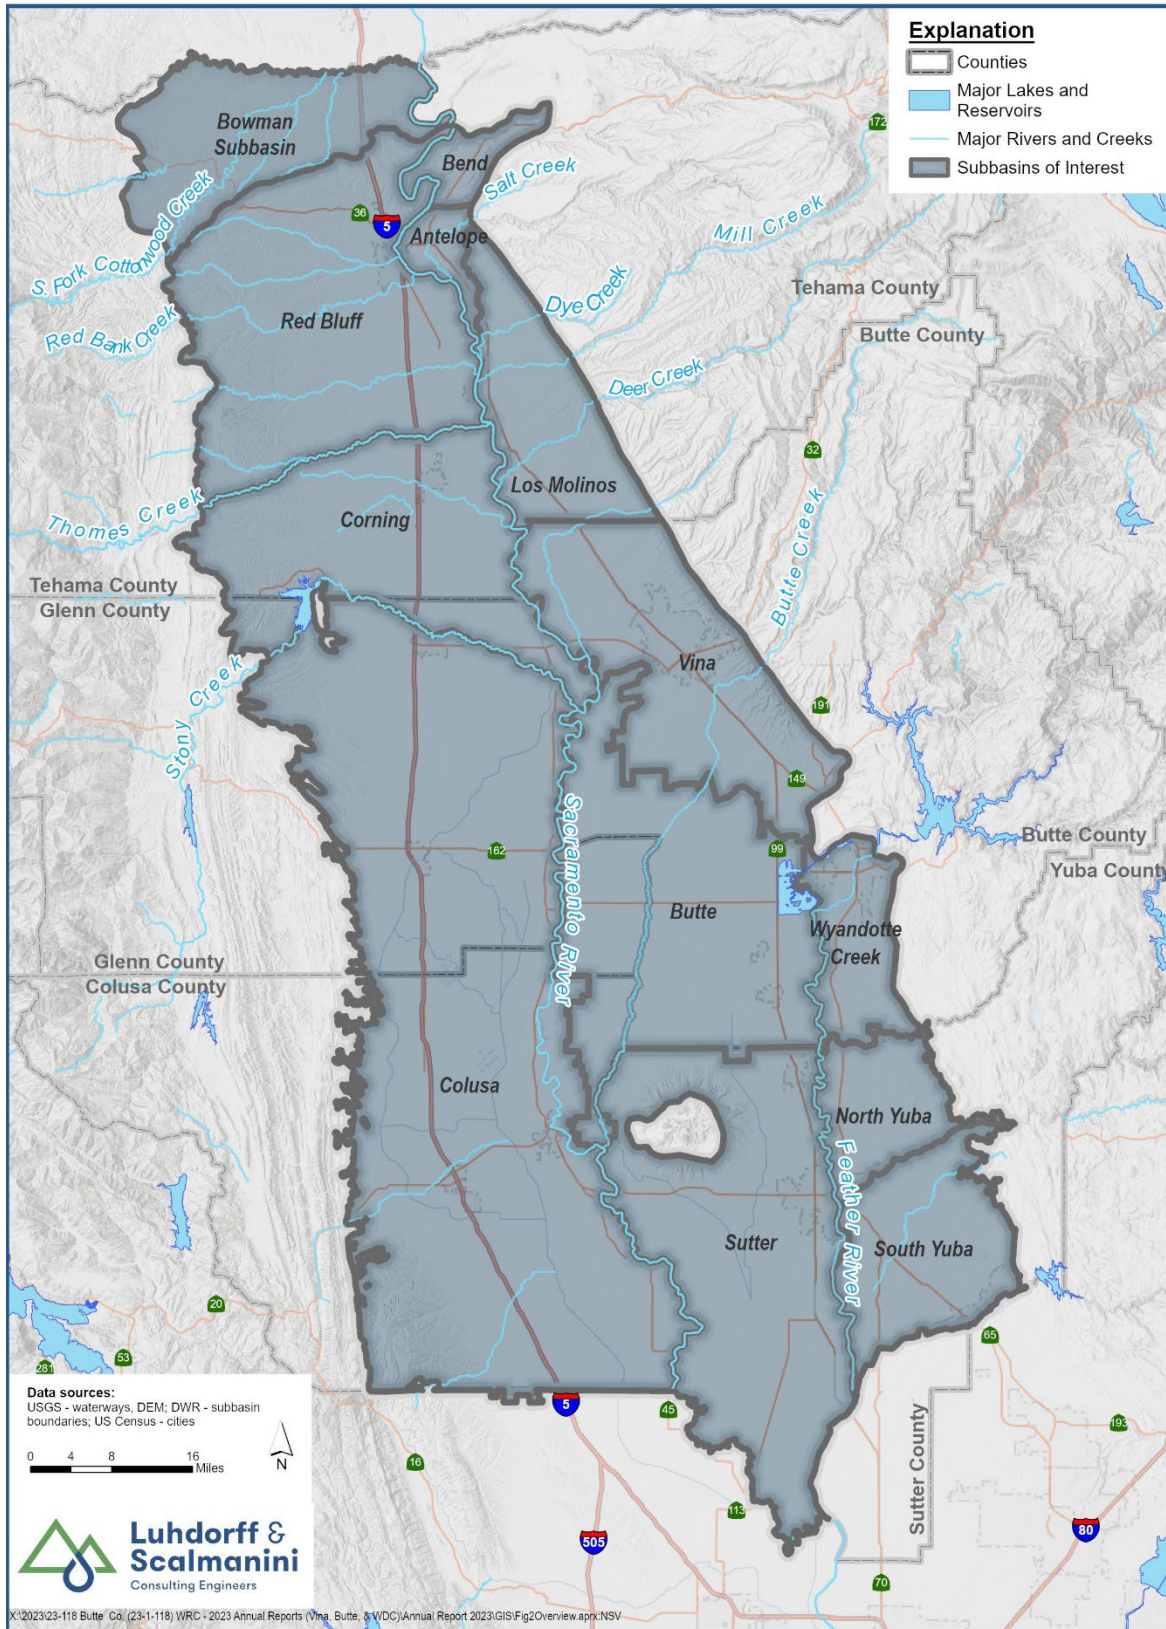 Explanation
Counties
Major Lakes and
Reservoirs
Major Rivers and Creeks
Subbasins of Interest
Bowman
Subbasin
Bend
Salt Creek
172
36
5
Antelope
Mill Creek
S. Fork Cottonwood Creek
Dye Creek
Tehama County
Red Bluff
Red Bank Creek
Butte County
Deer Creek
32
Los Molinos
Thomes Creek
Corning
Butte Creek
Tehama County
Glenn County
Vina
Stony Creek
191
149
Sacramento River
162
99
Butte County
Yuba County
Butte
Wyandotte
Creek
Glenn County
Colusa County
Colusa
North Yuba
Feather River
Sutter
South Yuba
20
65
53
281
Data sources:
USGS - waterways, DEM; DWR - subbasin
boundaries; US Census - cities
0 4 8 16
Miles
N
5
45
193
16
113
Sutter County
505
80
70
Luhdorff &
Scalmanini
Consulting Engineers
X:\2023\23-118 Butte Co. (23-1-118) WRC - 2023 Annual Reports (Vina, Butte, & WDC)\Annual Report 2023\GIS\Fig2Overview.aprx:NSV